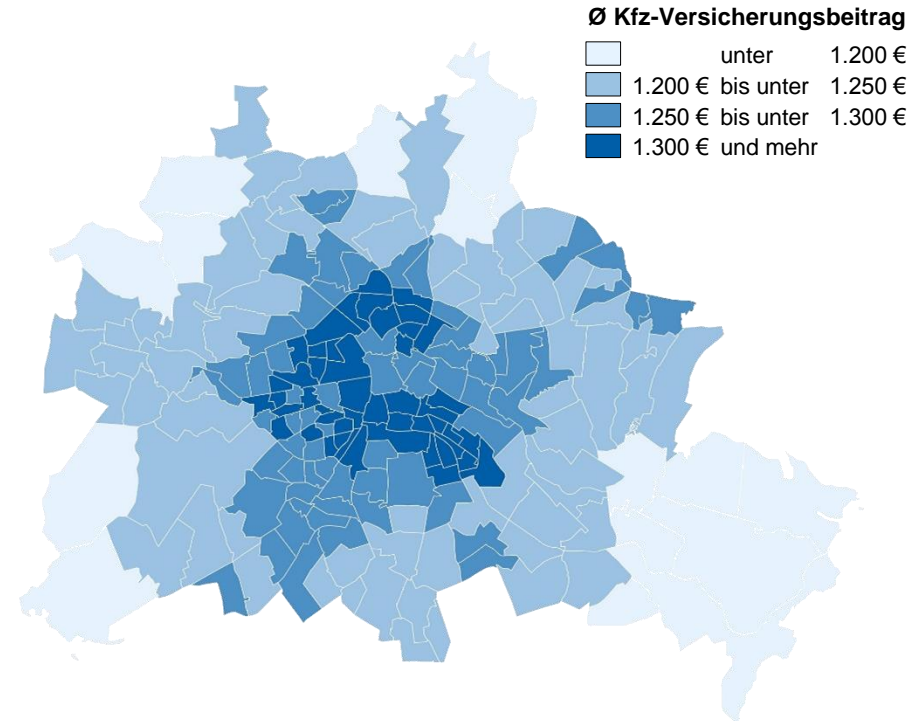 Ø Kfz-Versicherungsbeitrag
unter 1.200 €
1.200 € bis unter 1.250 €
1.250 € bis unter 1.300 €
1.300 € und mehr